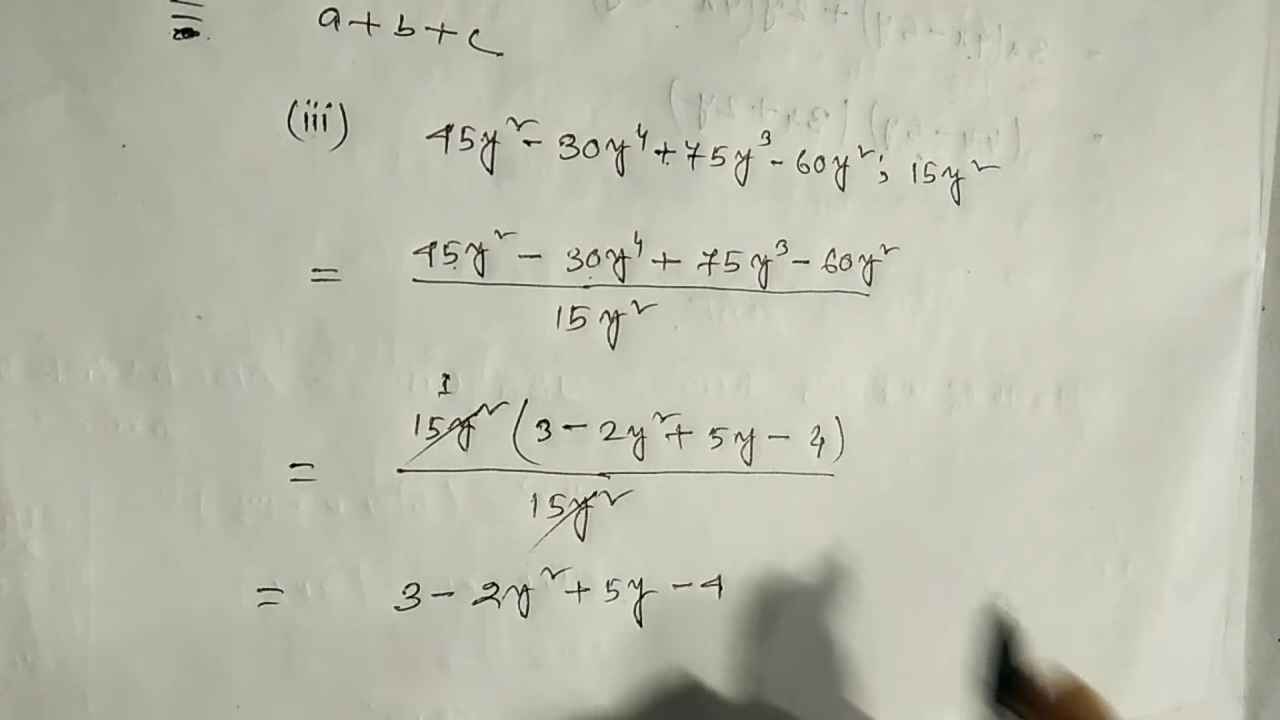 a+b+c
(iii) 45y² - 30y⁴ + 75y³ - 60y² ; 15y²
= 45y² - 30y⁴ + 75y³ - 60y²
15y²
1
= 15y² (3 - 2y² + 5y - 4)
15y²
= 3 - 2y² + 5y - 4